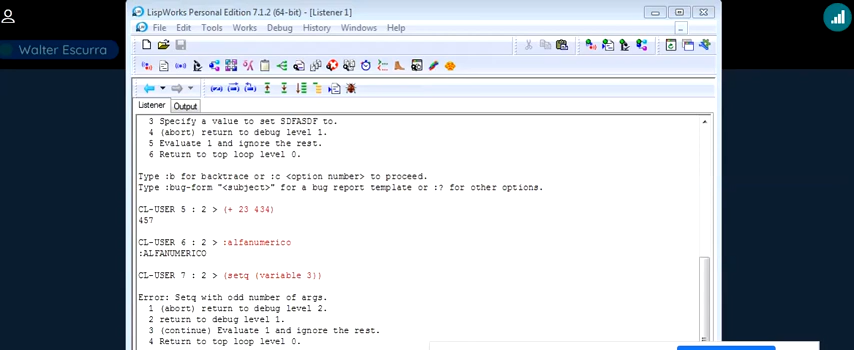 LispWorks Personal Edition 7.1.2 (64-bit) - [Listener 1]
File Edit Tools Works Debug History Windows Help
Walter Escurra
Listener Output
3 Specify a value to set SDFASDF to.
4 (abort) return to debug level 1.
5 Evaluate 1 and ignore the rest.
6 Return to top loop level 0.
Type :b for backtrace or :c <option number> to proceed.
Type :bug-form "<subject>" for a bug report template or :? for other options.
CL-USER 5 : 2 > (+ 23 434)
457
CL-USER 6 : 2 > :alfanumerico
:ALFANUMERICO
CL-USER 7 : 2 > (setq (variable 3))
Error: Setq with odd number of args.
1 (abort) return to debug level 2.
2 return to debug level 1.
3 (continue) Evaluate 1 and ignore the rest.
4 Return to top loop level 0.